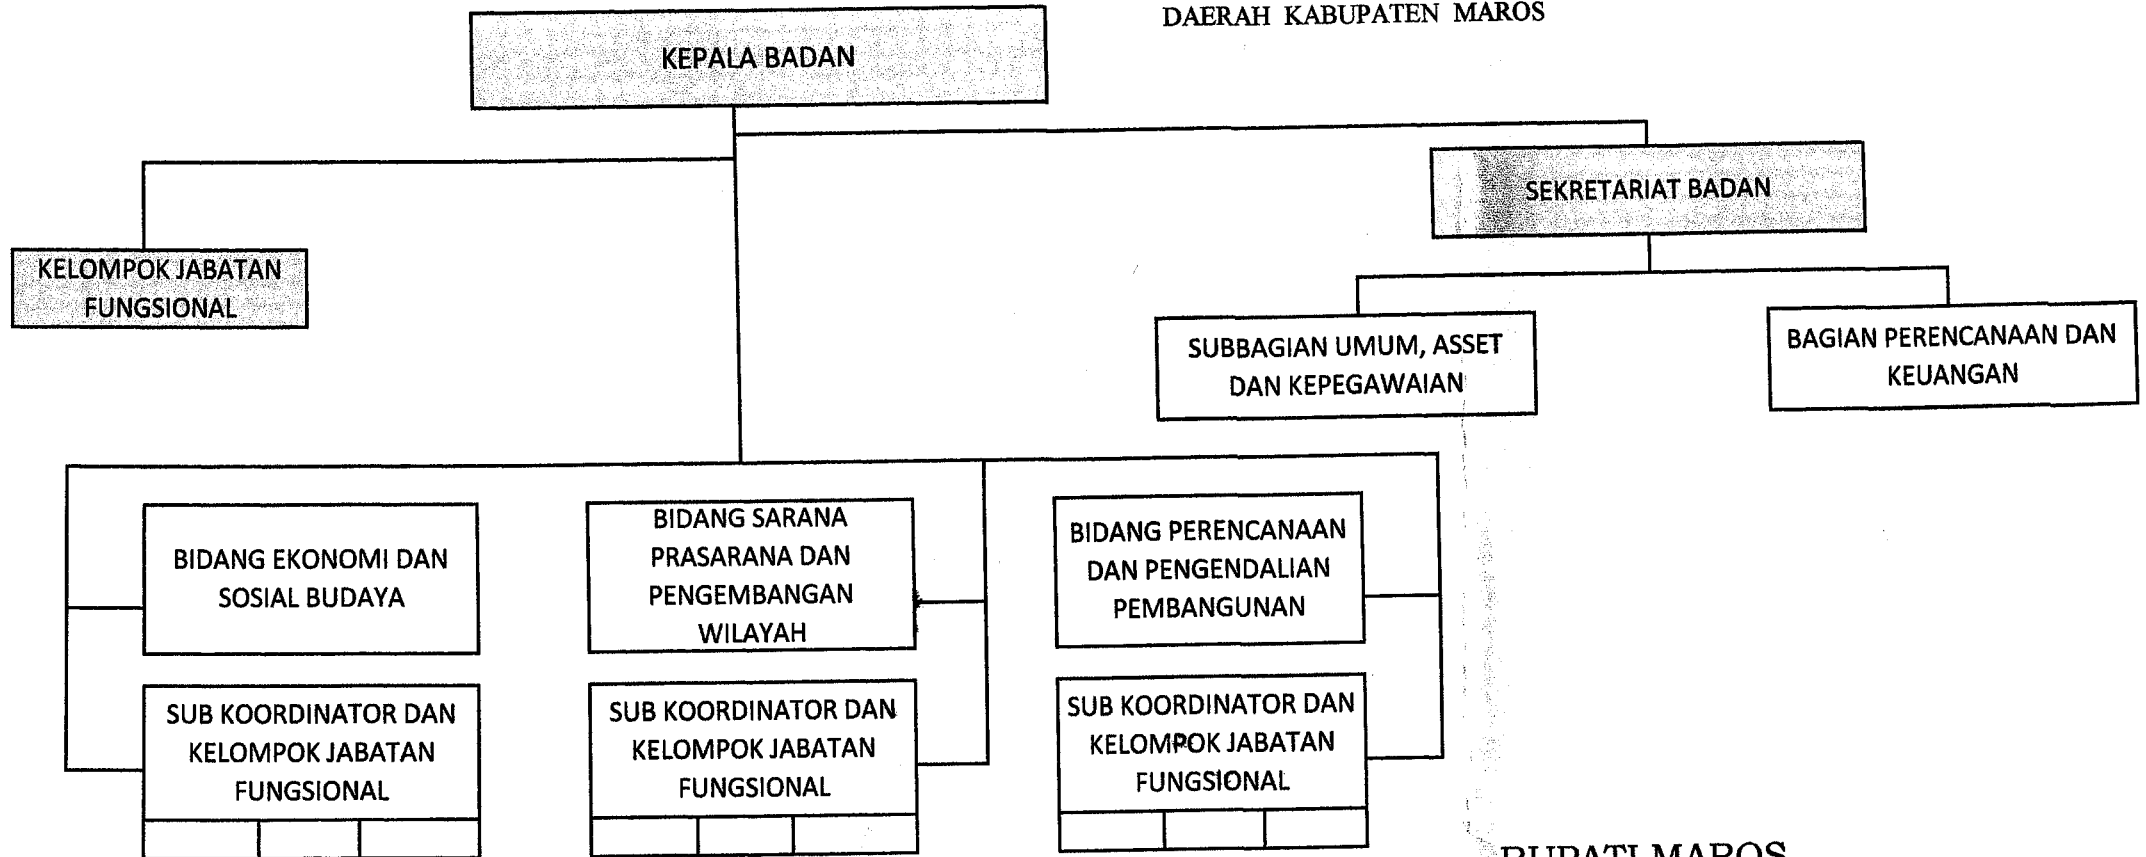 DAERAH KABUPATEN MAROS
KEPALA BADAN
SEKRETARIAT BADAN
KELOMPOK JABATAN
FUNGSIONAL
SUBBAGIAN UMUM, ASSET
DAN KEPEGAWAIAN
BAGIAN PERENCANAAN DAN
KEUANGAN
BIDANG EKONOMI DAN
SOSIAL BUDAYA
BIDANG SARANA
PRASARANA DAN
PENGEMBANGAN
WILAYAH
BIDANG PERENCANAAN
DAN PENGENDALIAN
PEMBANGUNAN
SUB KOORDINATOR DAN
KELOMPOK JABATAN
FUNGSIONAL
SUB KOORDINATOR DAN
KELOMPOK JABATAN
FUNGSIONAL
SUB KOORDINATOR DAN
KELOMPOK JABATAN
FUNGSIONAL
BUPATI MAROS